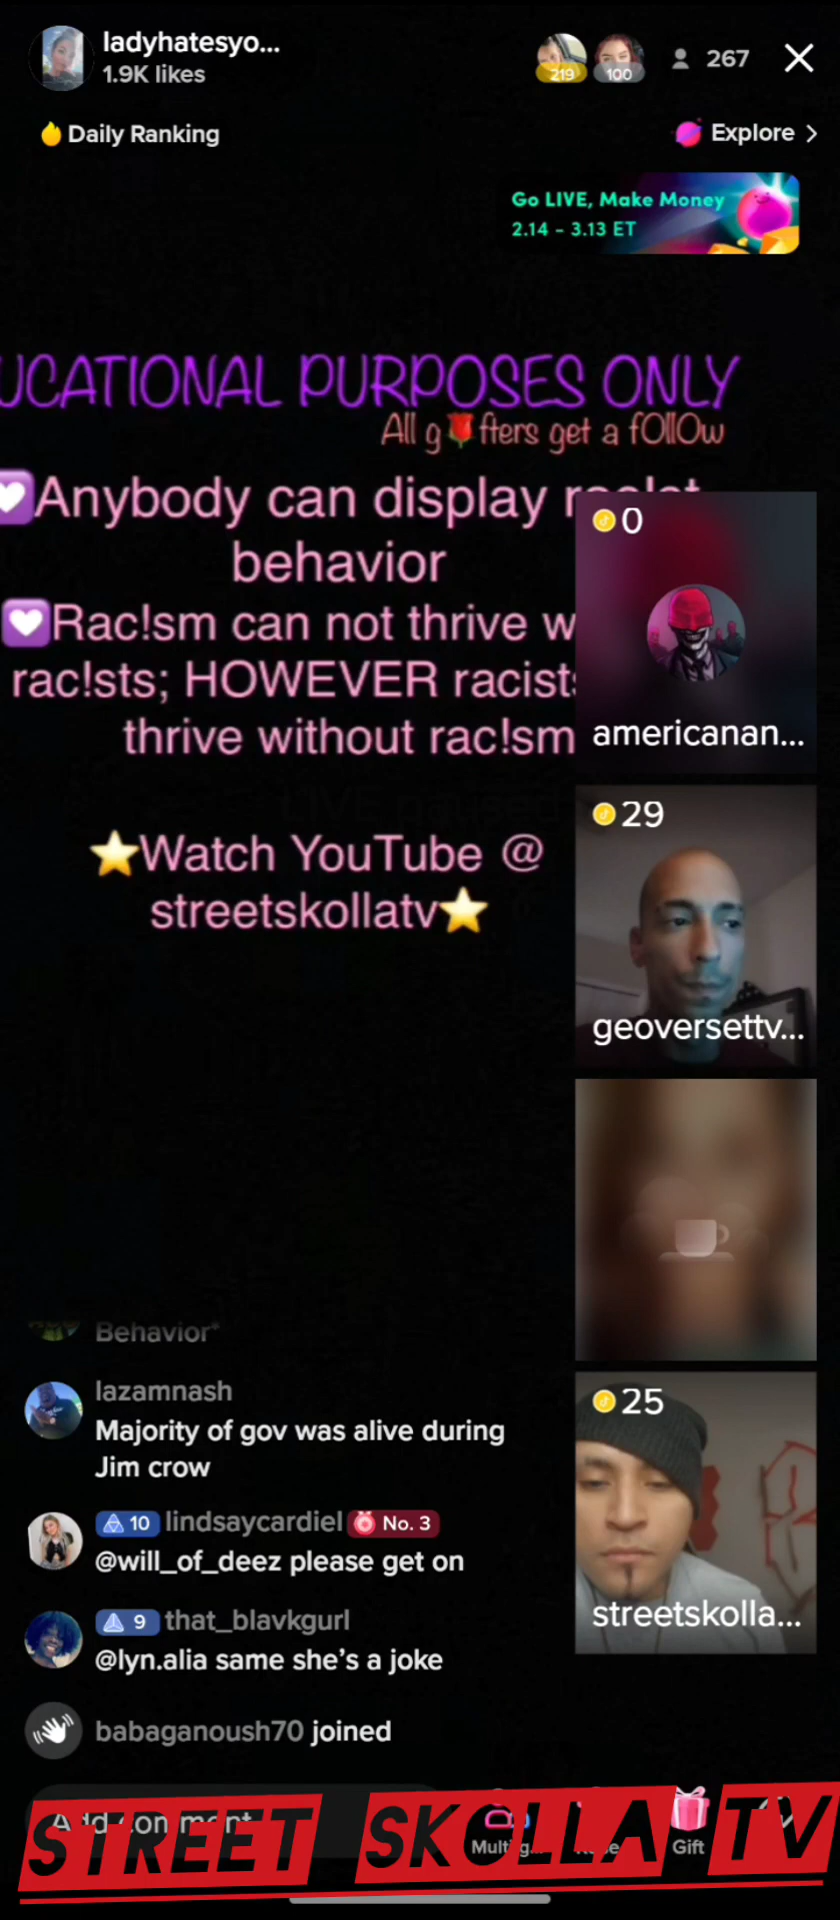 ladyhatesyo...
1.9K likes
219
100
267
Daily Ranking
Explore >
Go LIVE, Make Money
2.14 - 3.13 ET
UCATIONAL PURPOSES ONLY
All g🌹fters get a fOllOw
💟Anybody can display
behavior
💟Rac!sm can not thrive
rac!sts; HOWEVER
thrive without rac!sm
⭐Watch YouTube @
streetskollatv⭐
0
americanan...
29
geoversettv...
25
streetskolla...
Behavior*
lazamnash
Majority of gov was alive during
Jim crow
10 lindsaycardiel No. 3
@will_of_deez please get on
9 that_blavkgurl
@lyn.alia same she's a joke
babaganoush70 joined
Add comment
Gift
STREET SKOLLA TV